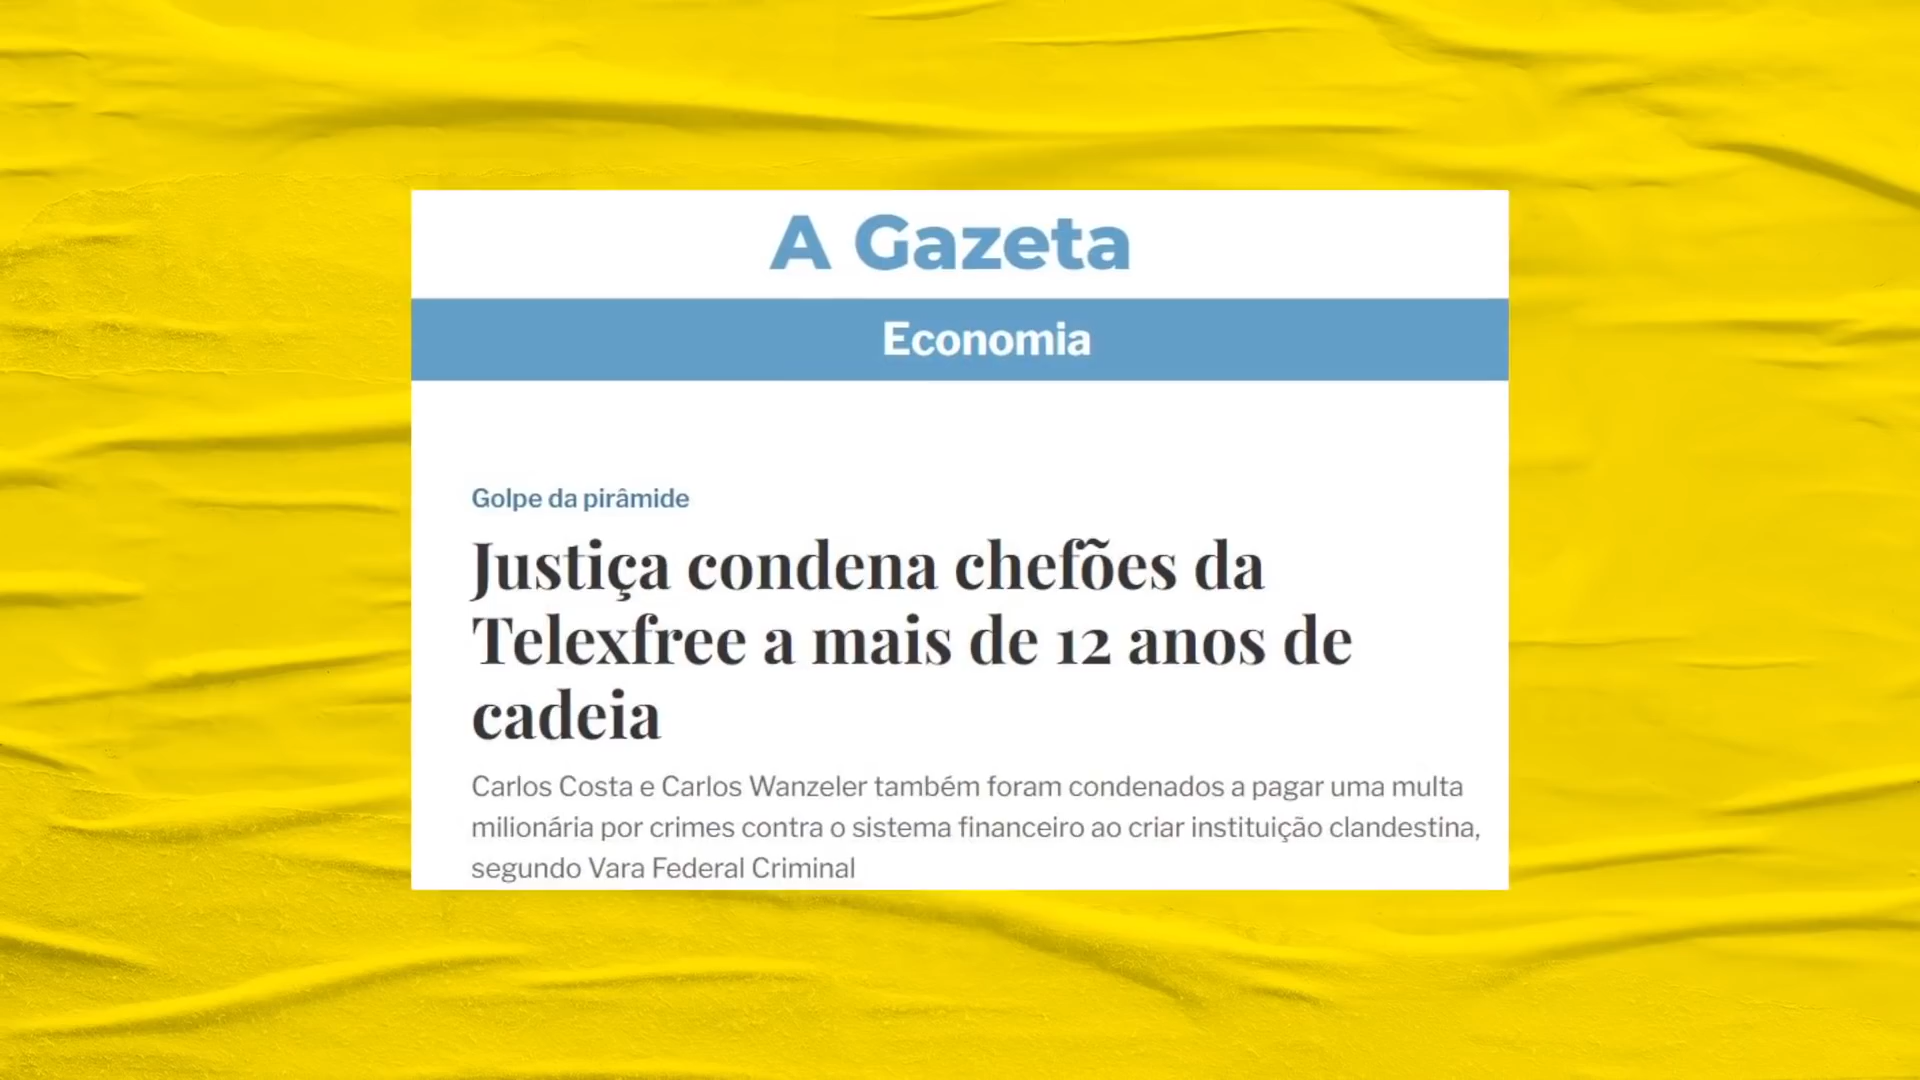 A Gazeta
Economia
Golpe da pirâmide
Justiça condena chefões da
Telexfree a mais de 12 anos de
cadeia
Carlos Costa e Carlos Wanzeler também foram condenados a pagar uma multa
milionária por crimes contra o sistema financeiro ao criar instituição clandestina,
segundo Vara Federal Criminal